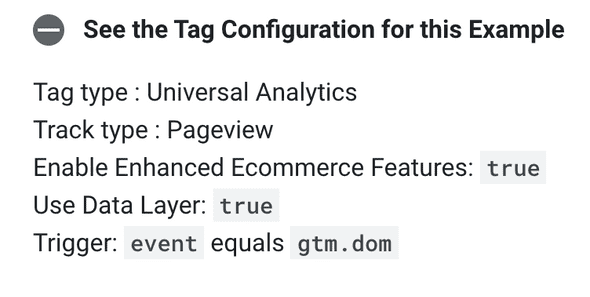 See the Tag Configuration for this Example
Tag type : Universal Analytics
Track type : Pageview
Enable Enhanced Ecommerce Features: true
Use Data Layer: true
Trigger: event equals gtm.dom